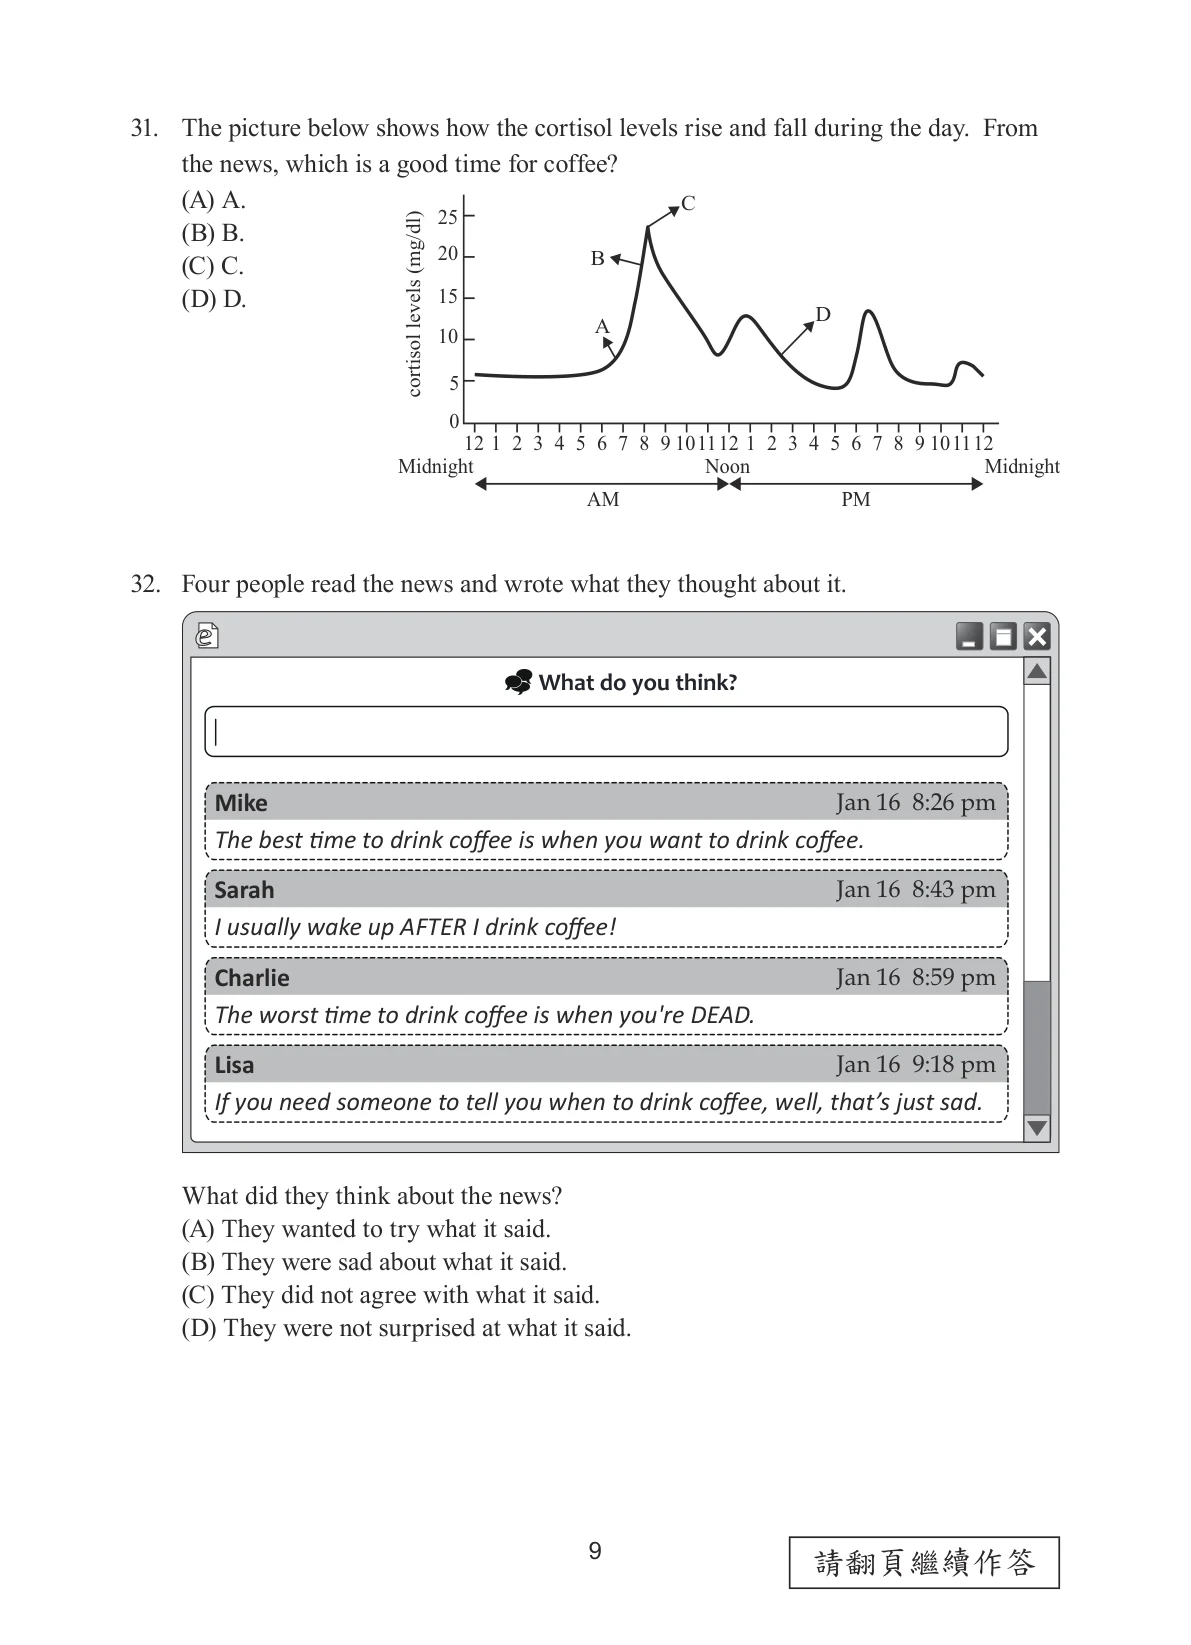 31. The picture below shows how the cortisol levels rise and fall during the day. From
the news, which is a good time for coffee?
(A) A.
(B) B.
(C) C.
(D) D.
cortisol levels (mg/dl)
25
20
15
10
5
0
A
B
C
D
12 1 2 3 4 5 6 7 8 9 10 11 12 1 2 3 4 5 6 7 8 9 10 11 12
Midnight Noon Midnight
AM PM
32. Four people read the news and wrote what they thought about it.
What do you think?
Mike Jan 16 8:26 pm
The best time to drink coffee is when you want to drink coffee.
Sarah Jan 16 8:43 pm
I usually wake up AFTER I drink coffee!
Charlie Jan 16 8:59 pm
The worst time to drink coffee is when you're DEAD.
Lisa Jan 16 9:18 pm
If you need someone to tell you when to drink coffee, well, that's just sad.
What did they think about the news?
(A) They wanted to try what it said.
(B) They were sad about what it said.
(C) They did not agree with what it said.
(D) They were not surprised at what it said.
9
請翻頁繼續作答